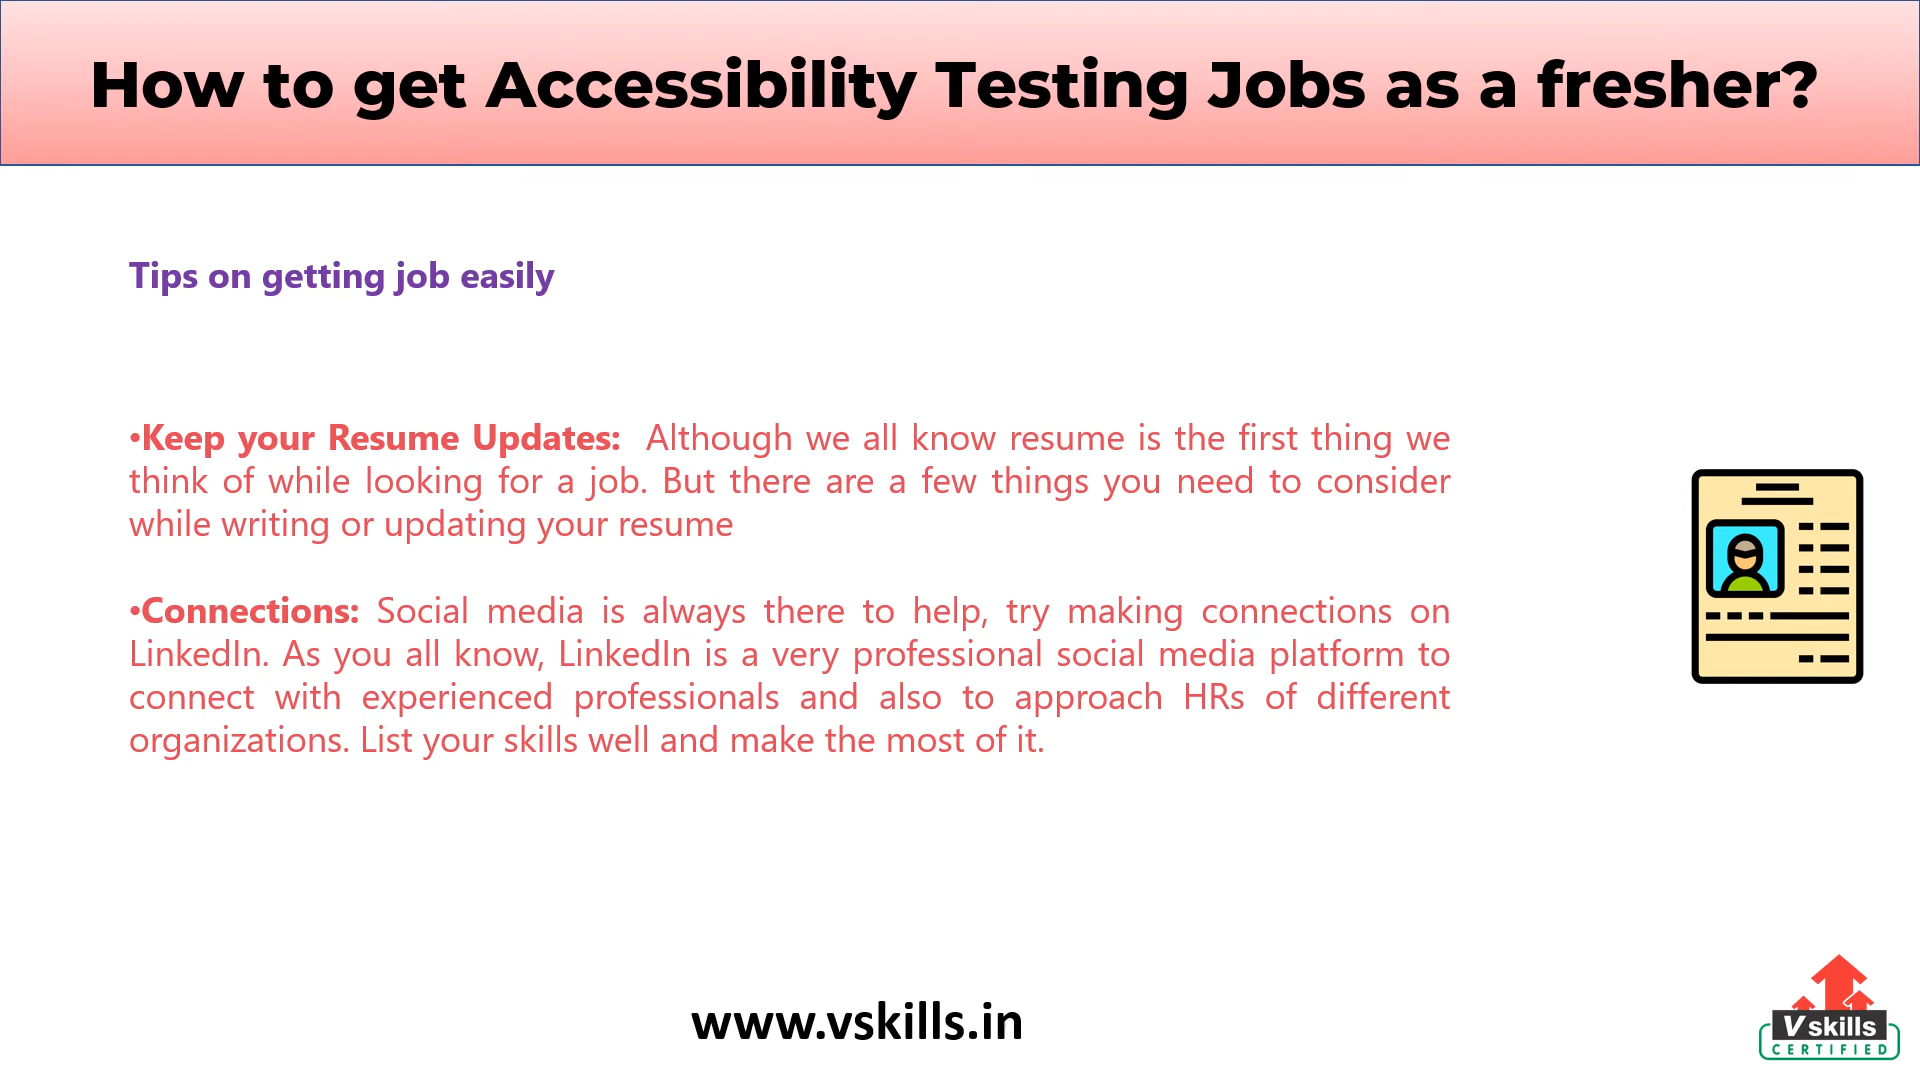 How to get Accessibility Testing Jobs as a fresher?
Tips on getting job easily
•Keep your Resume Updates:  Although we all know resume is the first thing we
think of while looking for a job. But there are a few things you need to consider
while writing or updating your resume
•Connections: Social media is always there to help, try making connections on
LinkedIn. As you all know, LinkedIn is a very professional social media platform to
connect with experienced professionals and also to approach HRs of different
organizations. List your skills well and make the most of it.
www.vskills.in
Vskills
CERTIFIED